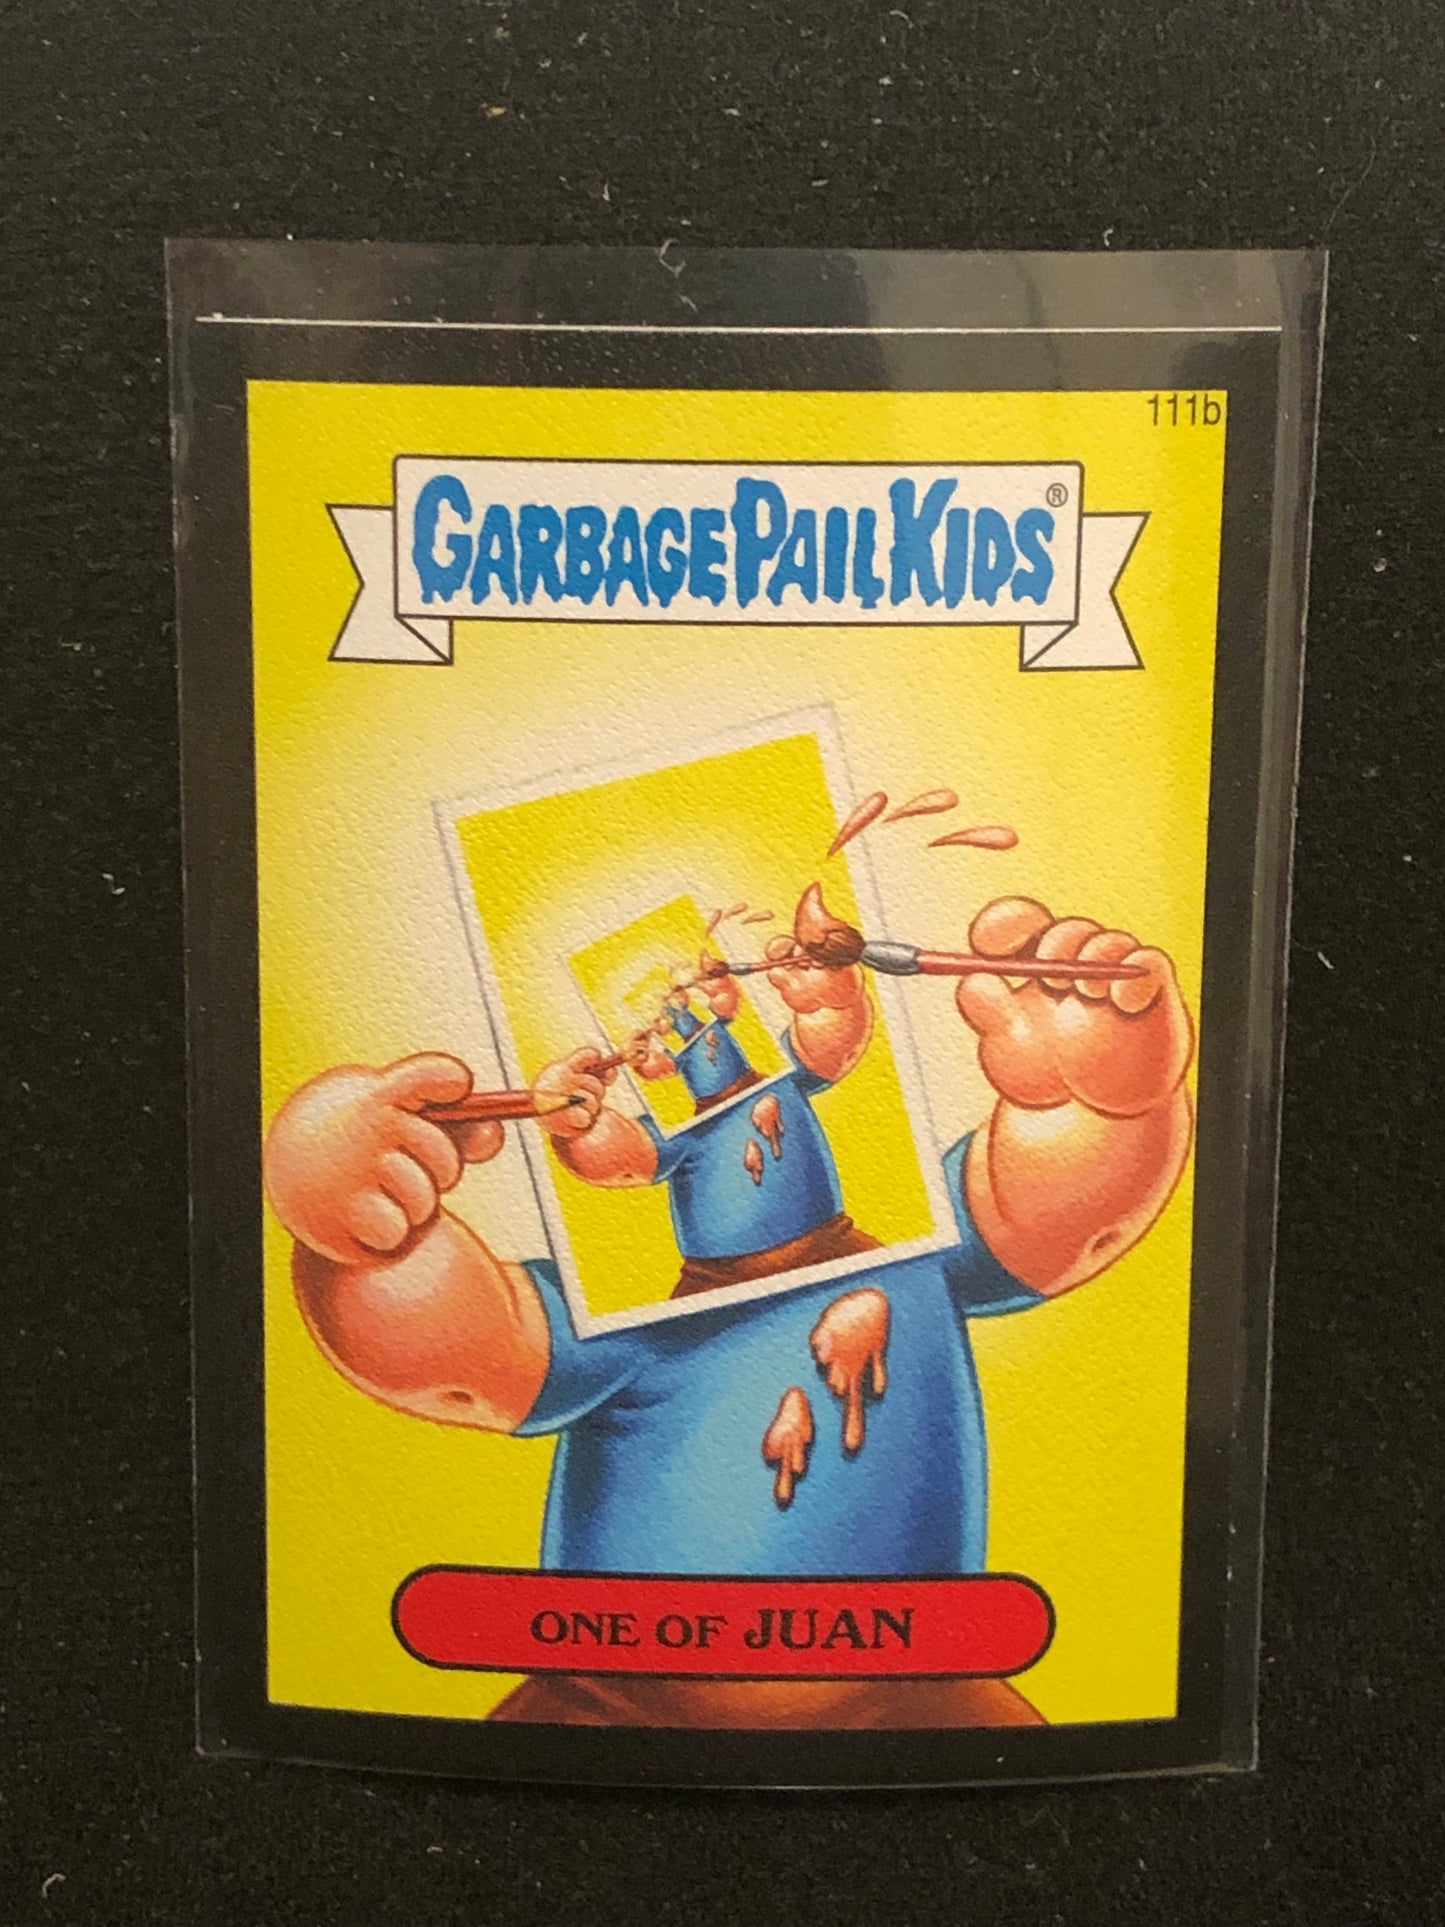 111b
GARBAGE PAIL KIDS®
ONE OF JUAN